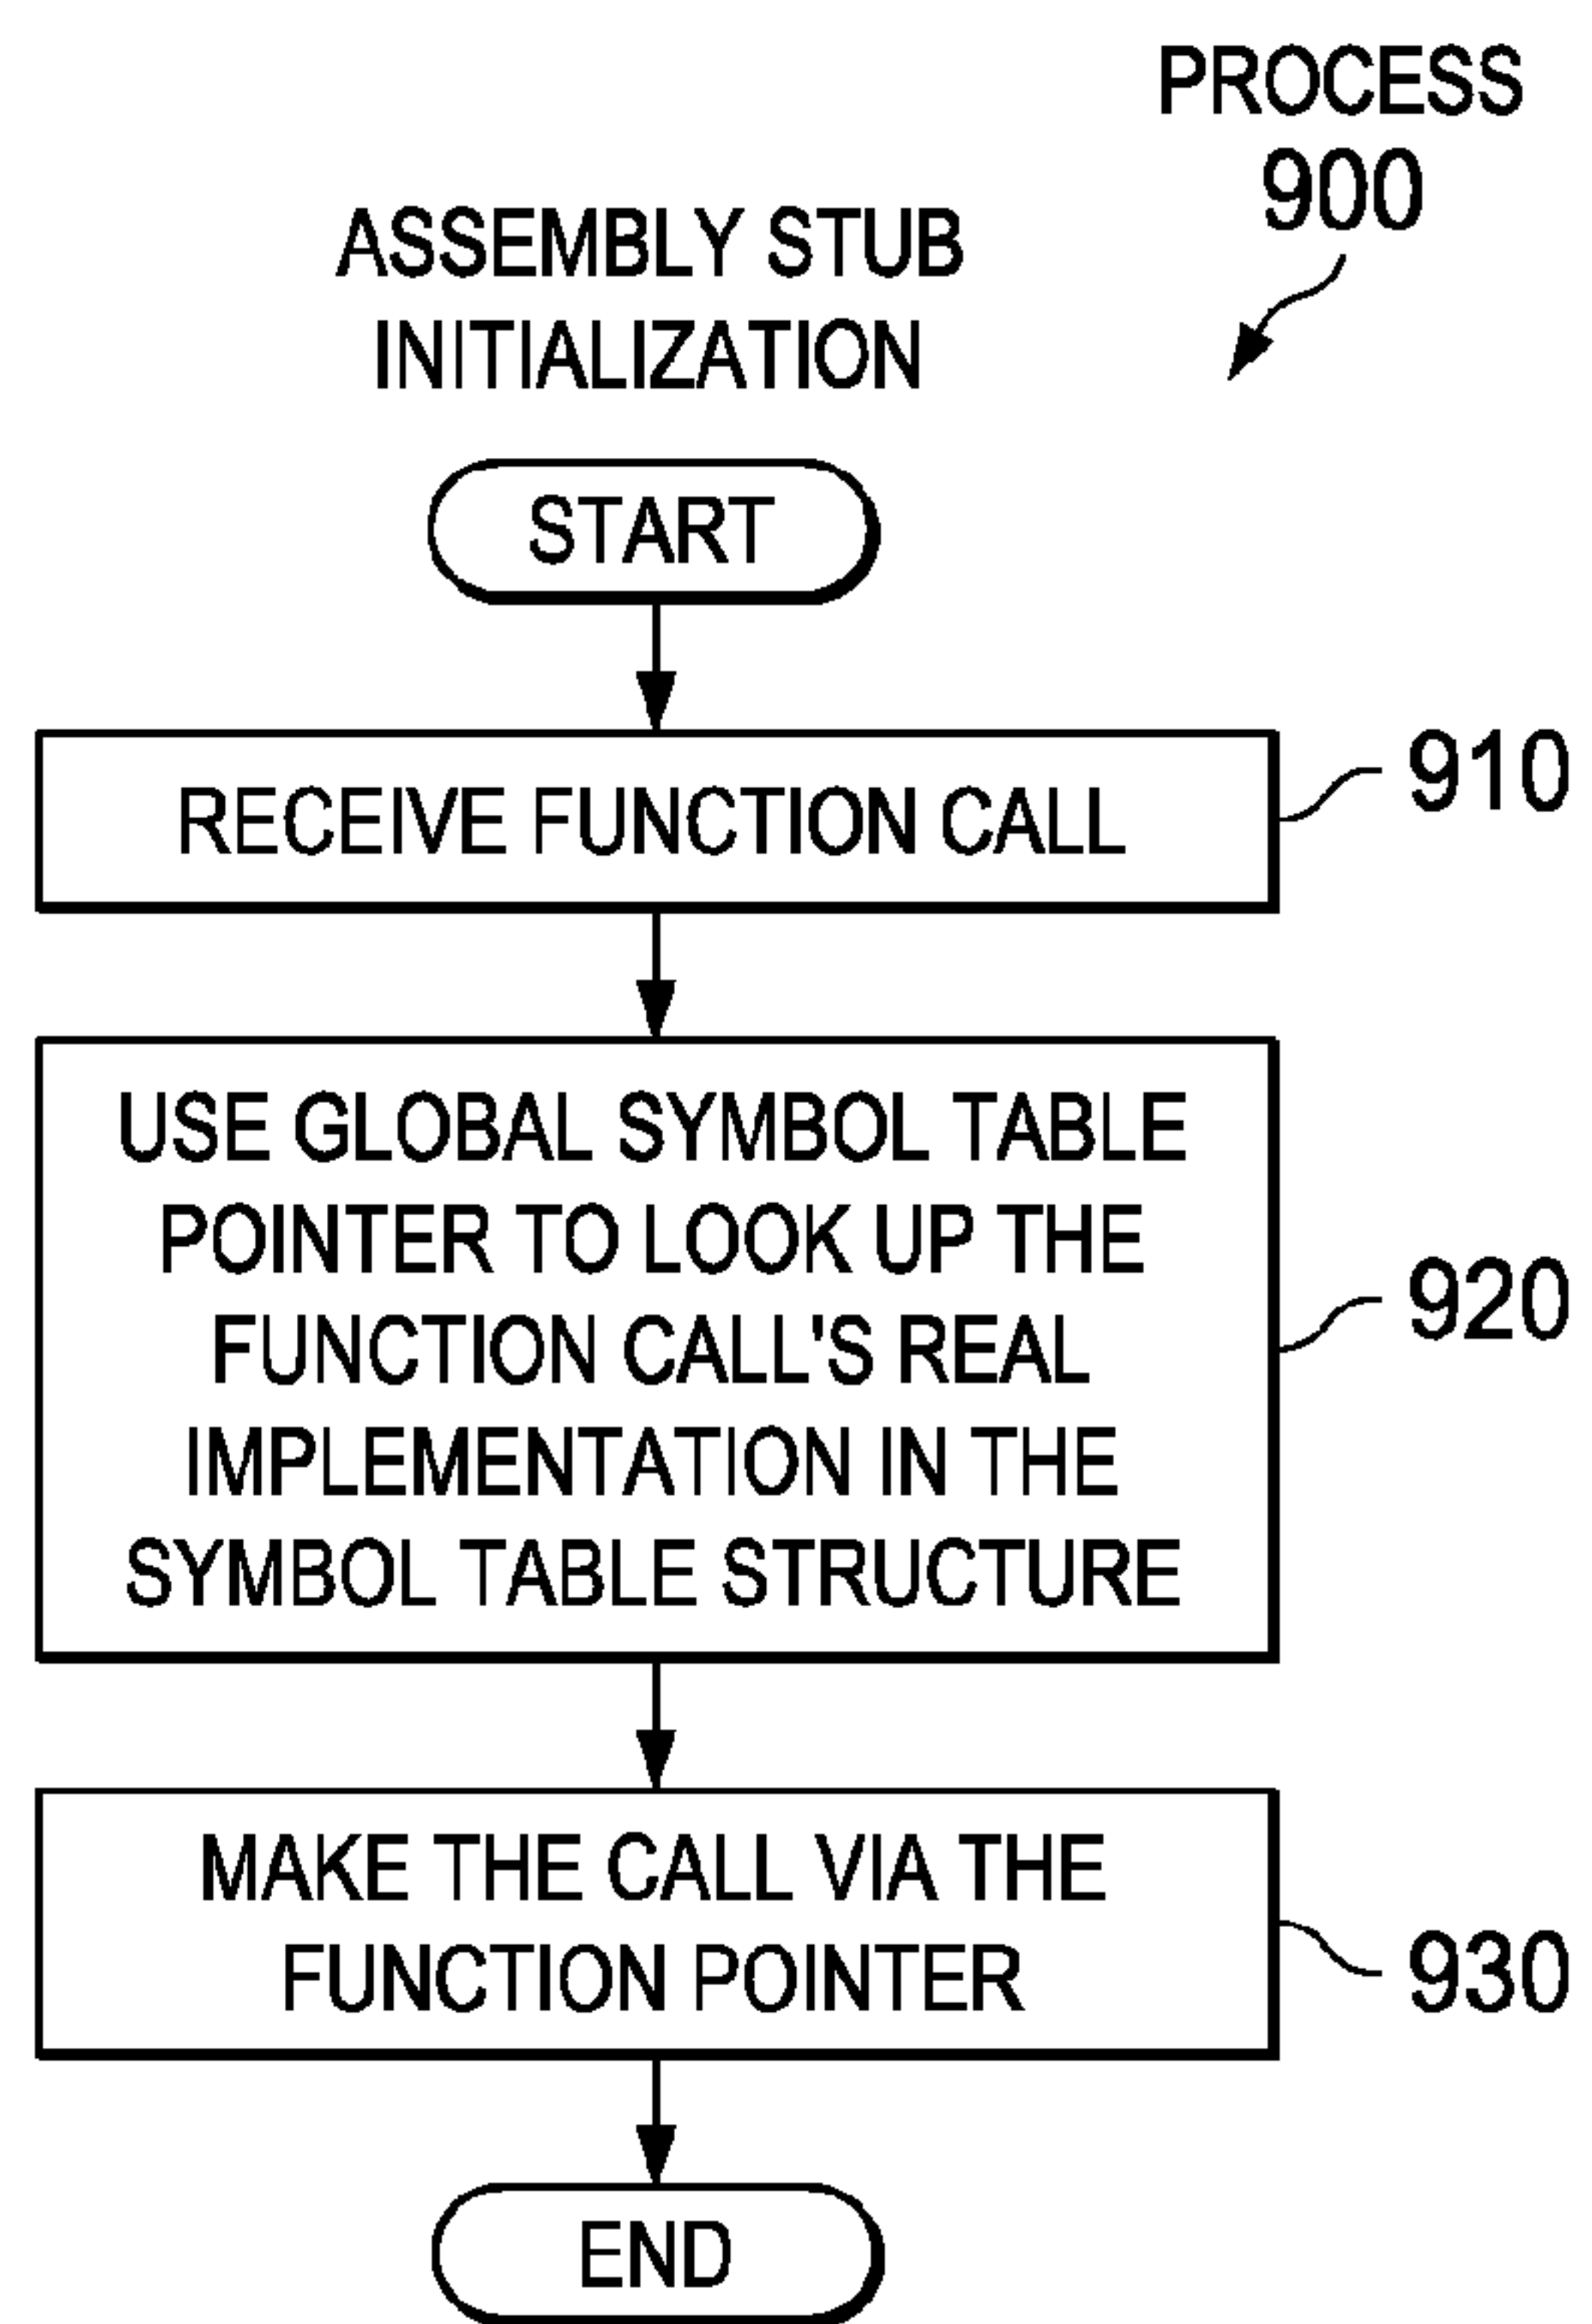 PROCESS
900
ASSEMBLY STUB
INITIALIZATION
START
RECEIVE FUNCTION CALL
910
USE GLOBAL SYMBOL TABLE
POINTER TO LOOK UP THE
FUNCTION CALL'S REAL
IMPLEMENTATION IN THE
SYMBOL TABLE STRUCTURE
920
MAKE THE CALL VIA THE
FUNCTION POINTER
930
END